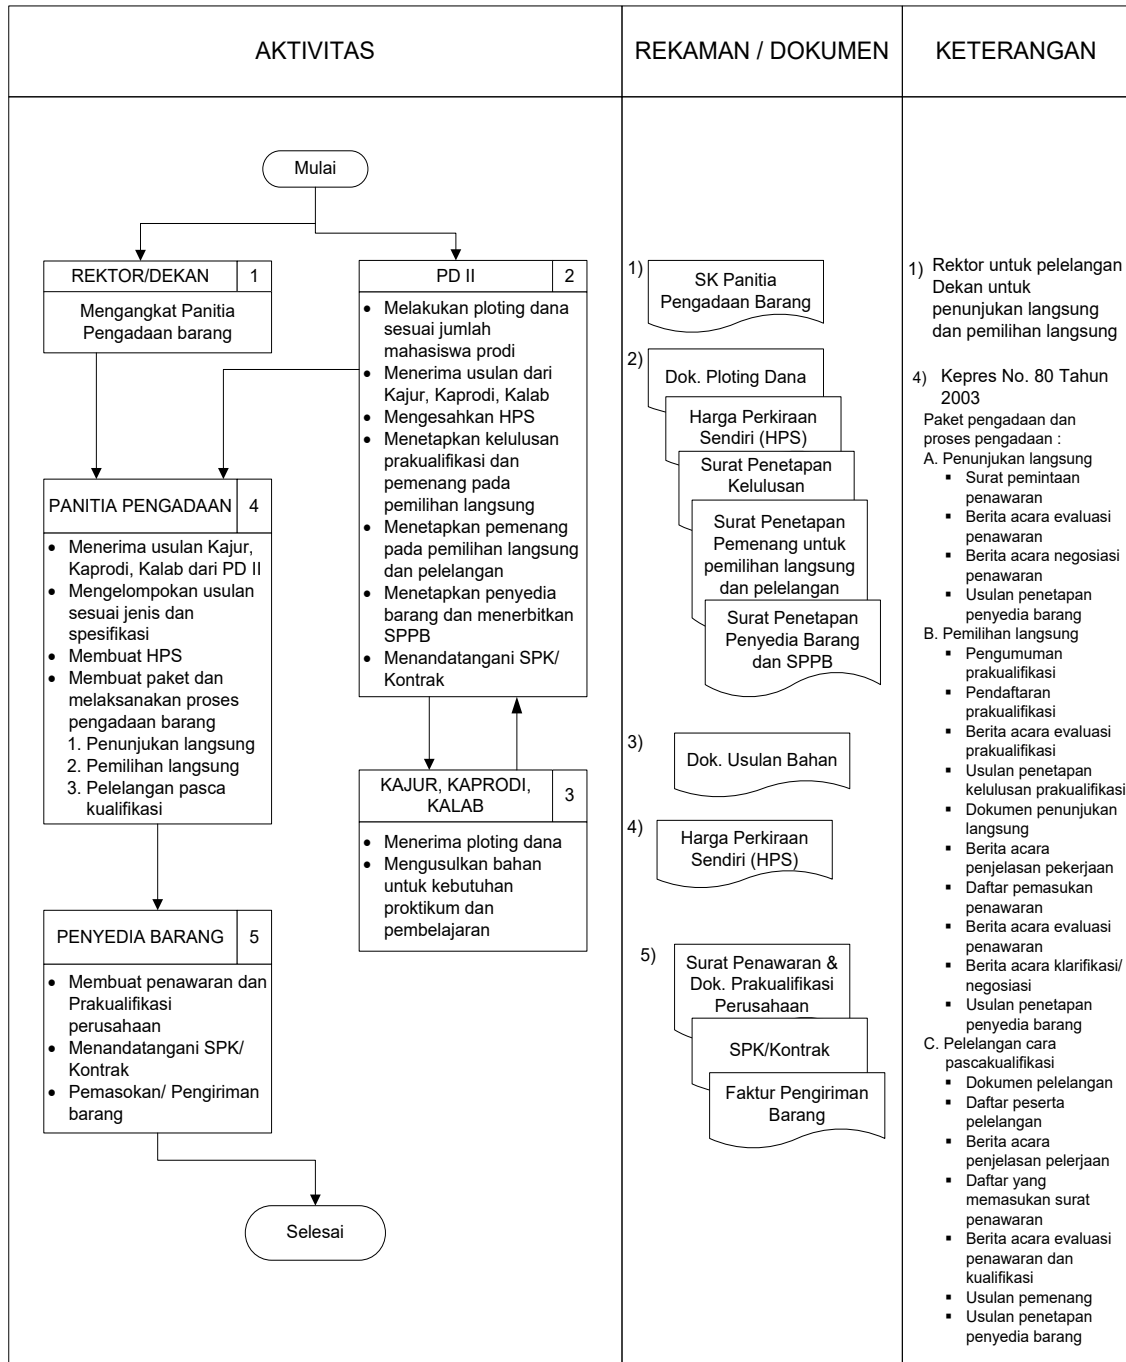 AKTIVITAS
REKAMAN / DOKUMEN
KETERANGAN
Mulai
REKTOR/DEKAN
1
Mengangkat Panitia
Pengadaan barang
PD II
2
• Melakukan ploting dana
sesuai jumlah
mahasiswa prodi
• Menerima usulan dari
Kajur, Kaprodi, Kalab
• Mengesahkan HPS
• Menetapkan kelulusan
prakualifikasi dan
pemenang pada
pemilihan langsung
• Menetapkan pemenang
pada pemilihan langsung
dan pelelangan
• Menetapkan penyedia
barang dan menerbitkan
SPPB
• Menandatangani SPK/
Kontrak
PANITIA PENGADAAN
4
• Menerima usulan Kajur,
Kaprodi, Kalab dari PD II
• Mengelompokan usulan
sesuai jenis dan
spesifikasi
• Membuat HPS
• Membuat paket dan
melaksanakan proses
pengadaan barang
1. Penunjukan langsung
2. Pemilihan langsung
3. Pelelangan pasca
kualifikasi
KAJUR, KAPRODI,
KALAB
3
• Menerima ploting dana
• Mengusulkan bahan
untuk kebutuhan
proktikum dan
pembelajaran
PENYEDIA BARANG
5
• Membuat penawaran dan
Prakualifikasi
perusahaan
• Menandatangani SPK/
Kontrak
• Pemasokan/ Pengiriman
barang
Selesai
1)
SK Panitia
Pengadaan Barang
2)
Dok. Ploting Dana
Harga Perkiraan
Sendiri (HPS)
Surat Penetapan
Kelulusan
Surat Penetapan
Pemenang untuk
pemilihan langsung
dan pelelangan
Surat Penetapan
Penyedia Barang
dan SPPB
3)
Dok. Usulan Bahan
4)
Harga Perkiraan
Sendiri (HPS)
5)
Surat Penawaran &
Dok. Prakualifikasi
Perusahaan
SPK/Kontrak
Faktur Pengiriman
Barang
1) Rektor untuk pelelangan
Dekan untuk
penunjukan langsung
dan pemilihan langsung
4) Kepres No. 80 Tahun
2003
Paket pengadaan dan
proses pengadaan :
A. Penunjukan langsung
▪ Surat pemintaan
penawaran
▪ Berita acara evaluasi
penawaran
▪ Berita acara negosiasi
penawaran
▪ Usulan penetapan
penyedia barang
B. Pemilihan langsung
▪ Pengumuman
prakualifikasi
▪ Pendaftaran
prakualifikasi
▪ Berita acara evaluasi
prakualifikasi
▪ Usulan penetapan
kelulusan prakualifikasi
▪ Dokumen penunjukan
langsung
▪ Berita acara
penjelasan pekerjaan
▪ Daftar pemasukan
penawaran
▪ Berita acara evaluasi
penawaran
▪ Berita acara klarifikasi/
negosiasi
▪ Usulan penetapan
penyedia barang
C. Pelelangan cara
pascakualifikasi
▪ Dokumen pelelangan
▪ Daftar peserta
pelelangan
▪ Berita acara
penjelasan pelerjaan
▪ Daftar yang
memasukan surat
penawaran
▪ Berita acara evaluasi
penawaran dan
kualifikasi
▪ Usulan pemenang
▪ Usulan penetapan
penyedia barang